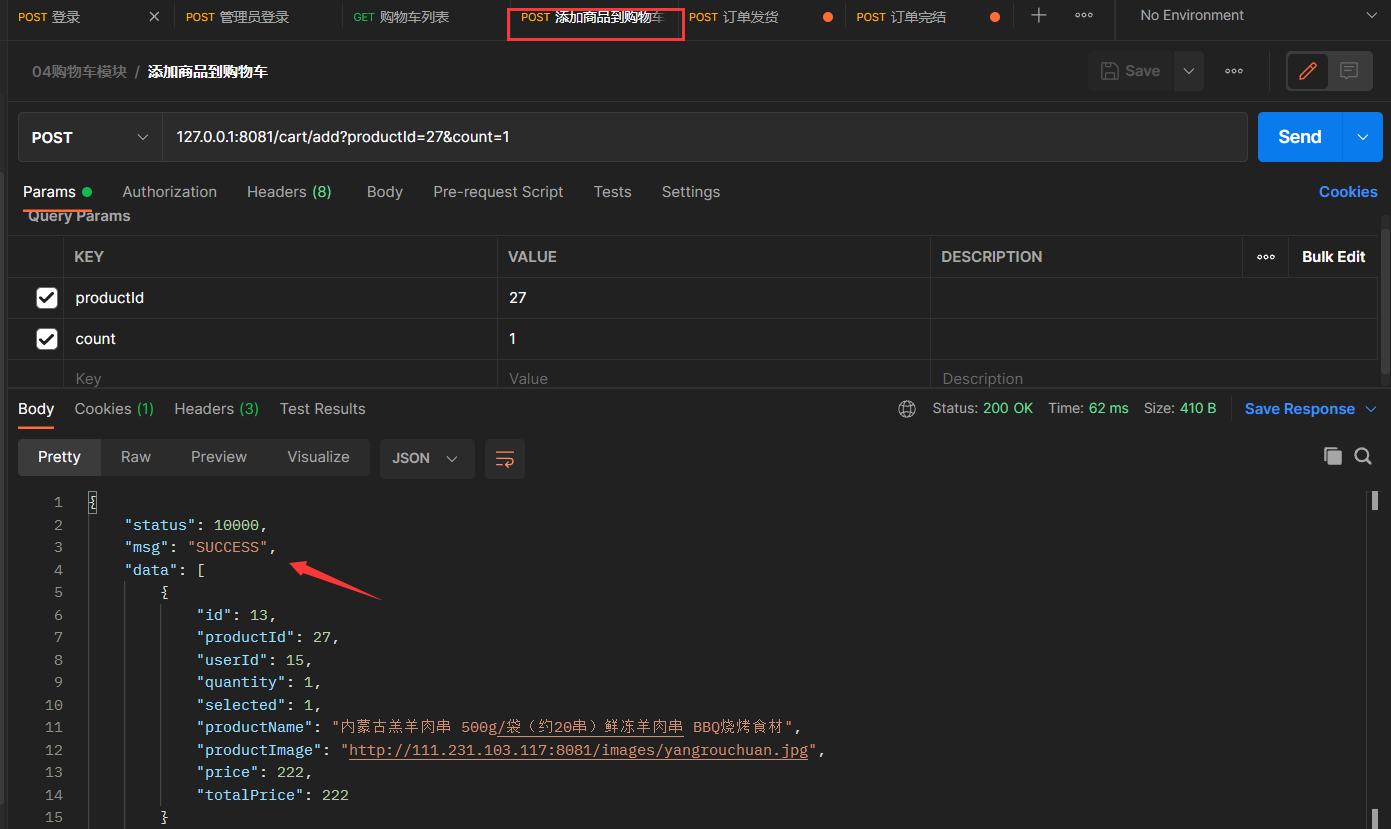 POST 登录 POST 管理员登录 GET 购物车列表 POST 添加商品到购物车 POST 订单发货 POST 订单完结 No Environment
04购物车模块 / 添加商品到购物车 Save
POST 127.0.0.1:8081/cart/add?productId=27&count=1 Send
Params Authorization Headers (8) Body Pre-request Script Tests Settings Cookies
Query Params
KEY VALUE DESCRIPTION Bulk Edit
productId 27
count 1
Key Value Description
Body Cookies (1) Headers (3) Test Results Status: 200 OK Time: 62 ms Size: 410 B Save Response
Pretty Raw Preview Visualize JSON
1 {
2 "status": 10000,
3 "msg": "SUCCESS",
4 "data": [
5 {
6 "id": 13,
7 "productId": 27,
8 "userId": 15,
9 "quantity": 1,
10 "selected": 1,
11 "productName": "内蒙古羔羊肉串 500g/袋（约20串）鲜冻羊肉串 BBQ烧烤食材",
12 "productImage": "http://111.231.103.117:8081/images/yangrouchuan.jpg",
13 "price": 222,
14 "totalPrice": 222
15 }